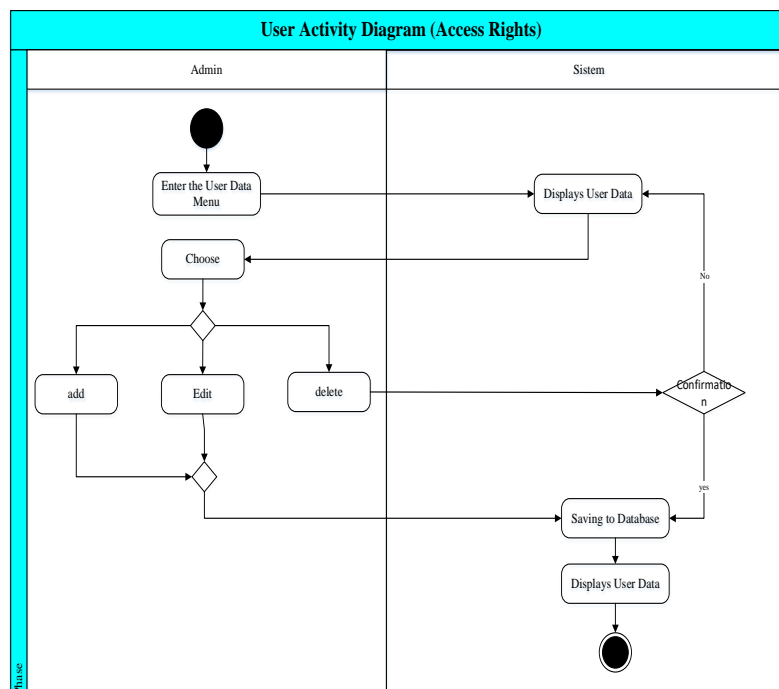 User Activity Diagram (Access Rights)
Admin
Sistem
Enter the User Data
Menu
Displays User Data
Choose
No
add
Edit
delete
Confirmatio
n
yes
Saving to Database
Displays User Data
Phase